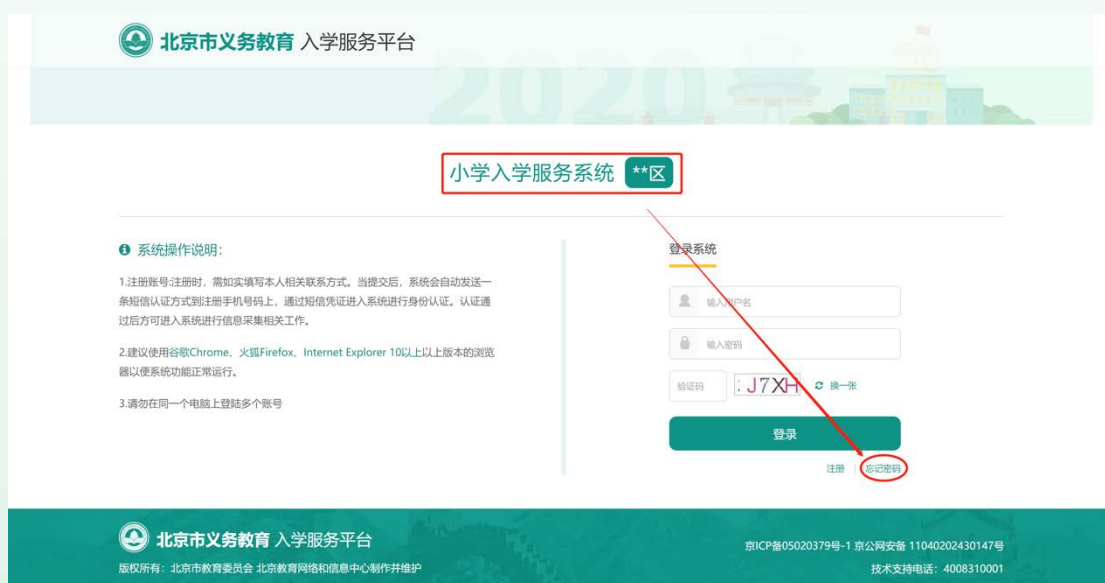 北京市义务教育 入学服务平台
2020
小学入学服务系统 **区
系统操作说明：
1.注册账号:注册时，需如实填写本人相关联系方式。当提交后，系统会自动发送一
条短信认证方式到注册手机号码上，通过短信凭证进入系统进行身份认证。认证通
过后方可进入系统进行信息采集相关工作。
2.建议使用谷歌Chrome、火狐Firefox、Internet Explorer 10以上以上版本的浏览
器以便系统功能正常运行。
3.请勿在同一个电脑上登陆多个账号
登录系统
输入用户名
输入密码
验证码 J7XH 换一张
登录
注册 | 忘记密码
北京市义务教育 入学服务平台
版权所有：北京市教育委员会 北京教育网络和信息中心制作并维护
京ICP备05020379号-1 京公网安备 11040202430147号
技术支持电话：4008310001